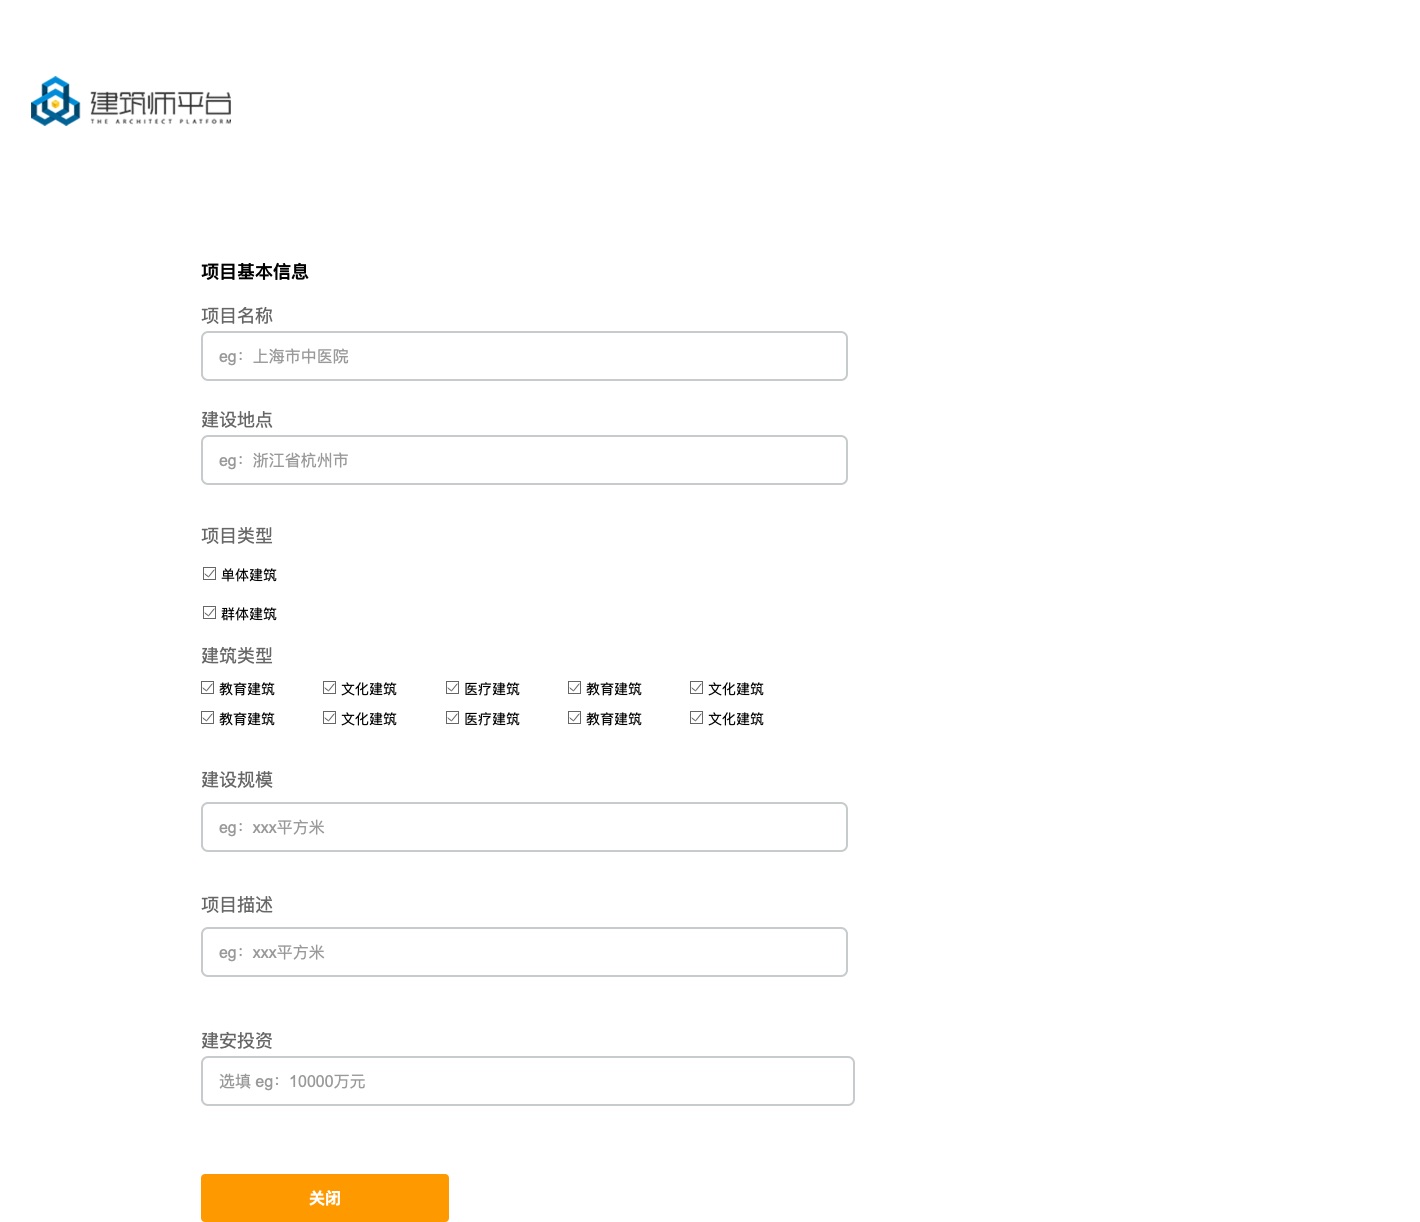 建筑师平台
THE ARCHITECT PLATFORM
项目基本信息
项目名称
eg：上海市中医院
建设地点
eg：浙江省杭州市
项目类型
单体建筑
群体建筑
建筑类型
教育建筑 文化建筑 医疗建筑 教育建筑 文化建筑
教育建筑 文化建筑 医疗建筑 教育建筑 文化建筑
建设规模
eg：xxx平方米
项目描述
eg：xxx平方米
建安投资
选填 eg：10000万元
关闭